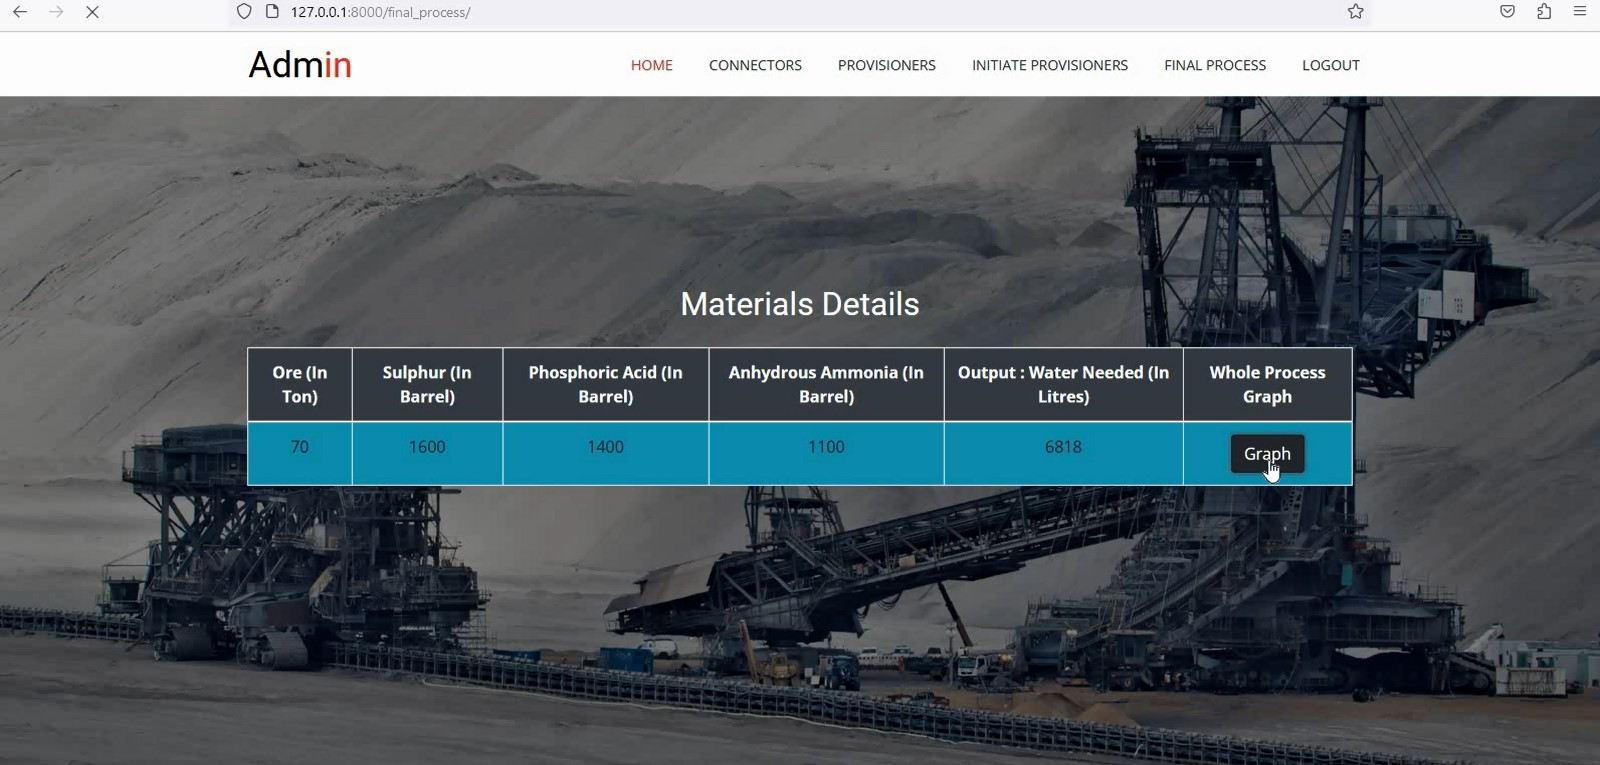 127.0.0.1:8000/final_process/
Admin
HOME CONNECTORS PROVISIONERS INITIATE PROVISIONERS FINAL PROCESS LOGOUT
Materials Details
Ore (In Ton) Sulphur (In Barrel) Phosphoric Acid (In Barrel) Anhydrous Ammonia (In Barrel) Output : Water Needed (In Litres) Whole Process Graph
70 1600 1400 1100 6818 Graph